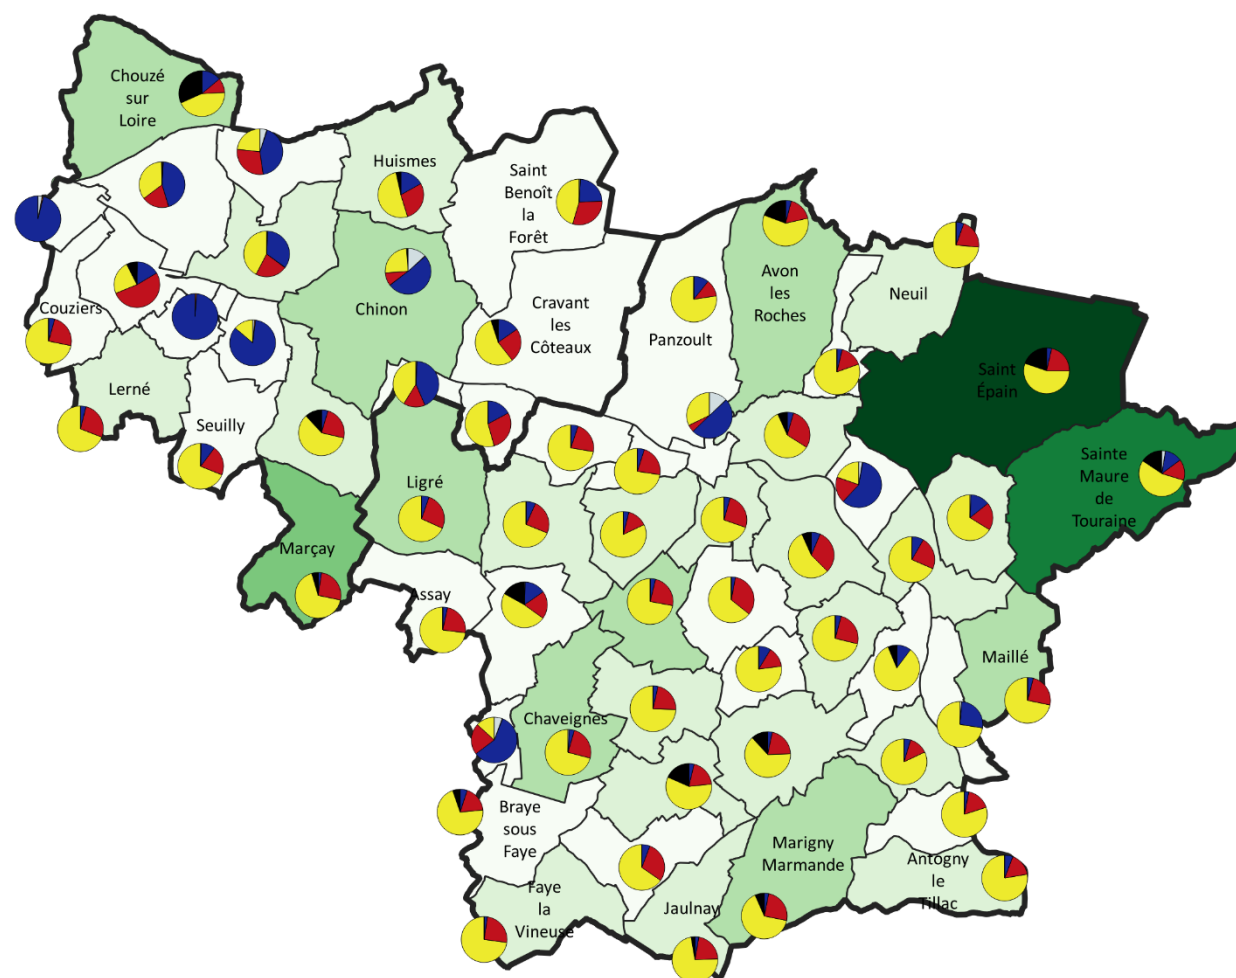 Chouzé
sur
Loire
Huismes
Saint
Benoît
la
Forêt
Avon
les
Roches
Neuil
Couziers
Chinon
Cravant
les
Côteaux
Panzoult
Saint
Épain
Lerné
Seuilly
Ligré
Sainte
Maure
de
Touraine
Marçay
Assay
Maillé
Chaveignes
Braye
sous
Faye
Marigny
Marmande
Antogny
le
Tillac
Faye
la
Vineuse
Jaulnay